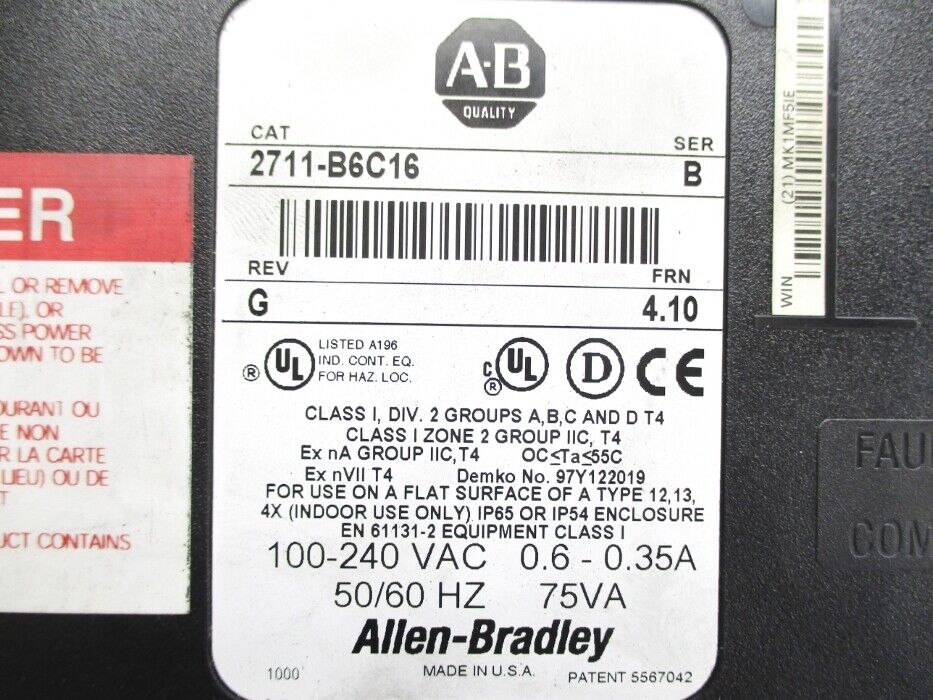 A-B
QUALITY
CAT
SER
2711-B6C16
B
REV
FRN
G
4.10
® UL LISTED A196
IND. CONT. EQ.
FOR HAZ. LOC.
C UL ®
D
CE
CLASS I, DIV. 2 GROUPS A,B,C AND D T4
CLASS I ZONE 2 GROUP IIC, T4
Ex nA GROUP IIC,T4 OC≤Ta≤55C
Ex nVII T4 Demko No. 97Y122019
FOR USE ON A FLAT SURFACE OF A TYPE 12,13,
4X (INDOOR USE ONLY) IP65 OR IP54 ENCLOSURE
EN 61131-2 EQUIPMENT CLASS I
100-240 VAC 0.6 - 0.35A
50/60 HZ 75VA
Allen-Bradley
1000 MADE IN U.S.A. PATENT 5567042
ER
OR REMOVE
OR
POWER
OWN TO BE
OU
NON
LA CARTE
LIEU) OU DE
CONTAINS
WIN (21) MK1MF5IE
FAU
COM